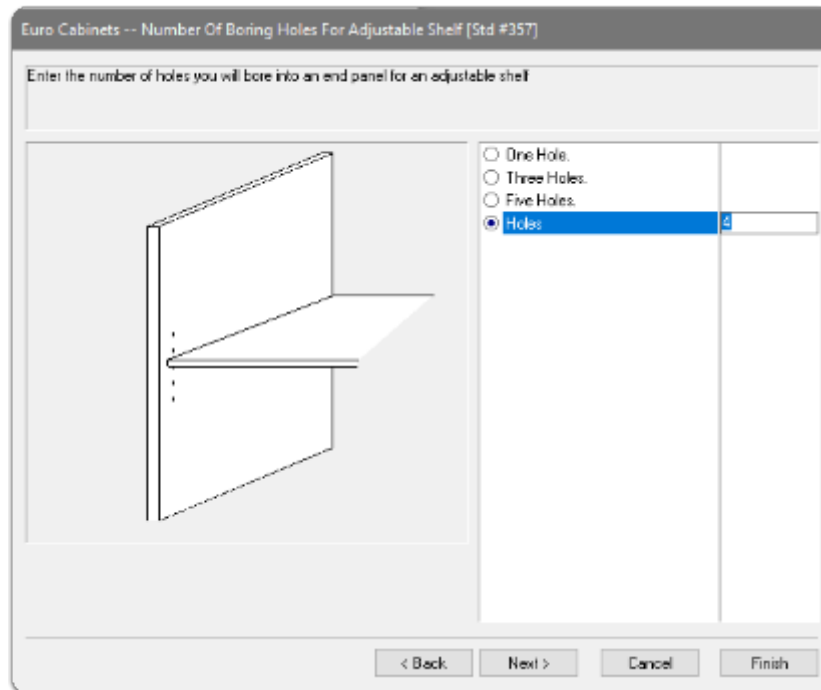 Euro Cabinets -- Number Of Boring Holes For Adjustable Shelf [Std #357]
Enter the number of holes you will bore into an end panel for an adjustable shelf
One Hole.
Three Holes.
Five Holes.
Holes 4
< Back Next > Cancel Finish